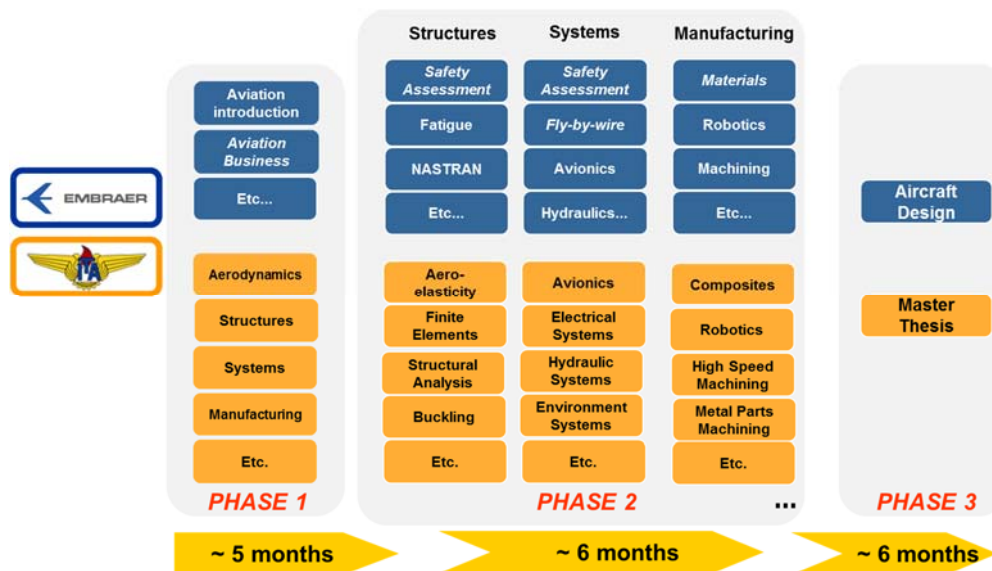 Structures
Systems
Manufacturing
Aviation
introduction
Aviation
Business
Etc...
Safety
Assessment
Fatigue
NASTRAN
Etc...
Safety
Assessment
Fly-by-wire
Avionics
Hydraulics...
Materials
Robotics
Machining
Etc...
Aircraft
Design
EMBRAER
ITA
Aerodynamics
Structures
Systems
Manufacturing
Etc.
Aero-
elasticity
Finite
Elements
Structural
Analysis
Buckling
Etc.
Avionics
Electrical
Systems
Hydraulic
Systems
Environment
Systems
Etc.
Composites
Robotics
High Speed
Machining
Metal Parts
Machining
Etc.
Master
Thesis
PHASE 1
PHASE 2
...
PHASE 3
~ 5 months
~ 6 months
~ 6 months